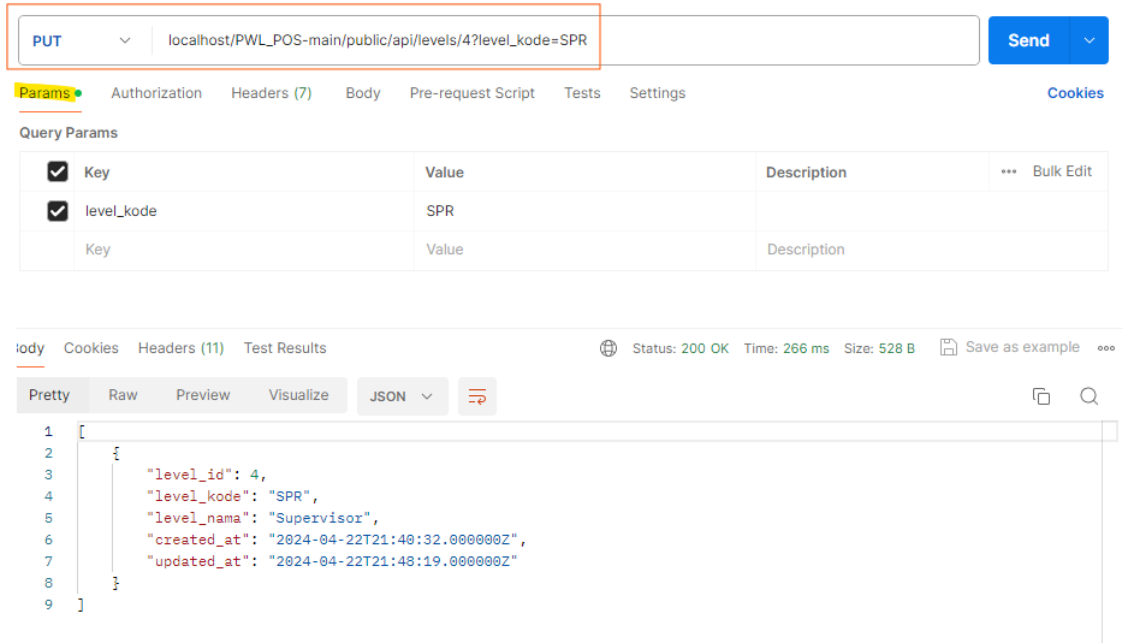 PUT localhost/PWL_POS-main/public/api/levels/4?level_kode=SPR Send
Params Authorization Headers (7) Body Pre-request Script Tests Settings Cookies
Query Params
Key Value Description Bulk Edit
level_kode SPR
Key Value Description
Body Cookies Headers (11) Test Results Status: 200 OK Time: 266 ms Size: 528 B Save as example
Pretty Raw Preview Visualize JSON
1 [
2 {
3 "level_id": 4,
4 "level_kode": "SPR",
5 "level_nama": "Supervisor",
6 "created_at": "2024-04-22T21:40:32.000000Z",
7 "updated_at": "2024-04-22T21:48:19.000000Z"
8 }
9 ]